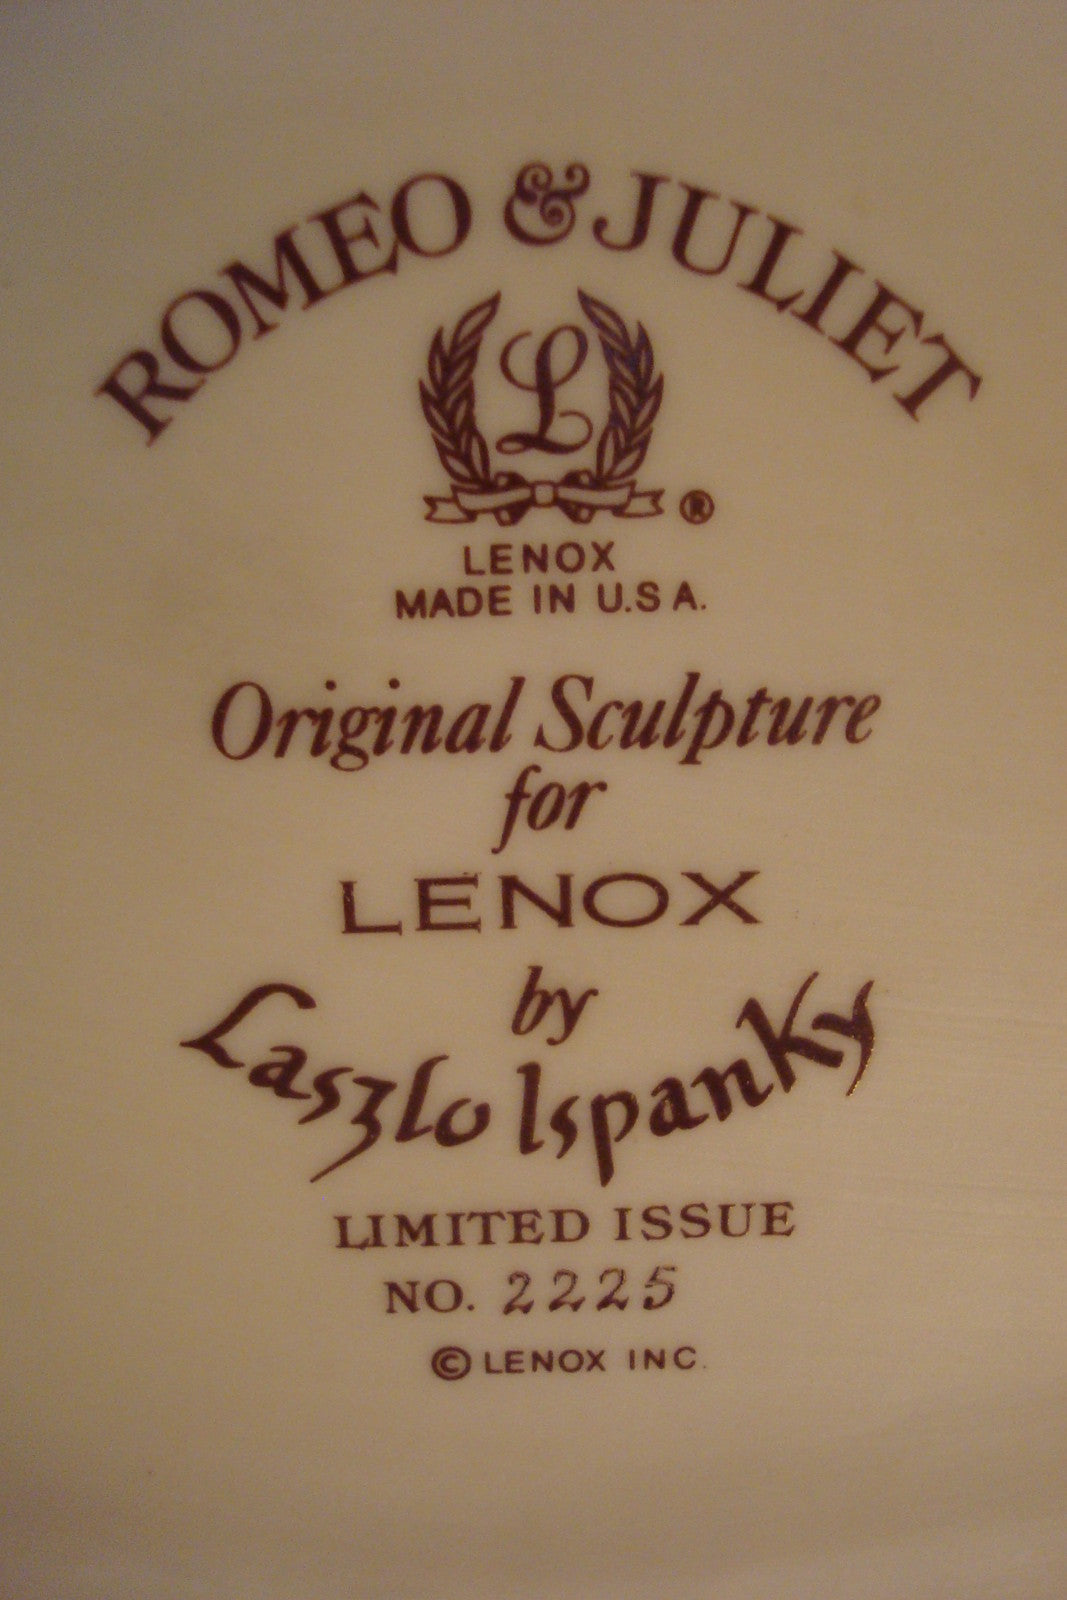 ROMEO & JULIET
L
®
LENOX
MADE IN U.S.A.
Original Sculpture
for
LENOX
by
Laszlo Ispanky
LIMITED ISSUE
NO. 2225
© LENOX INC.